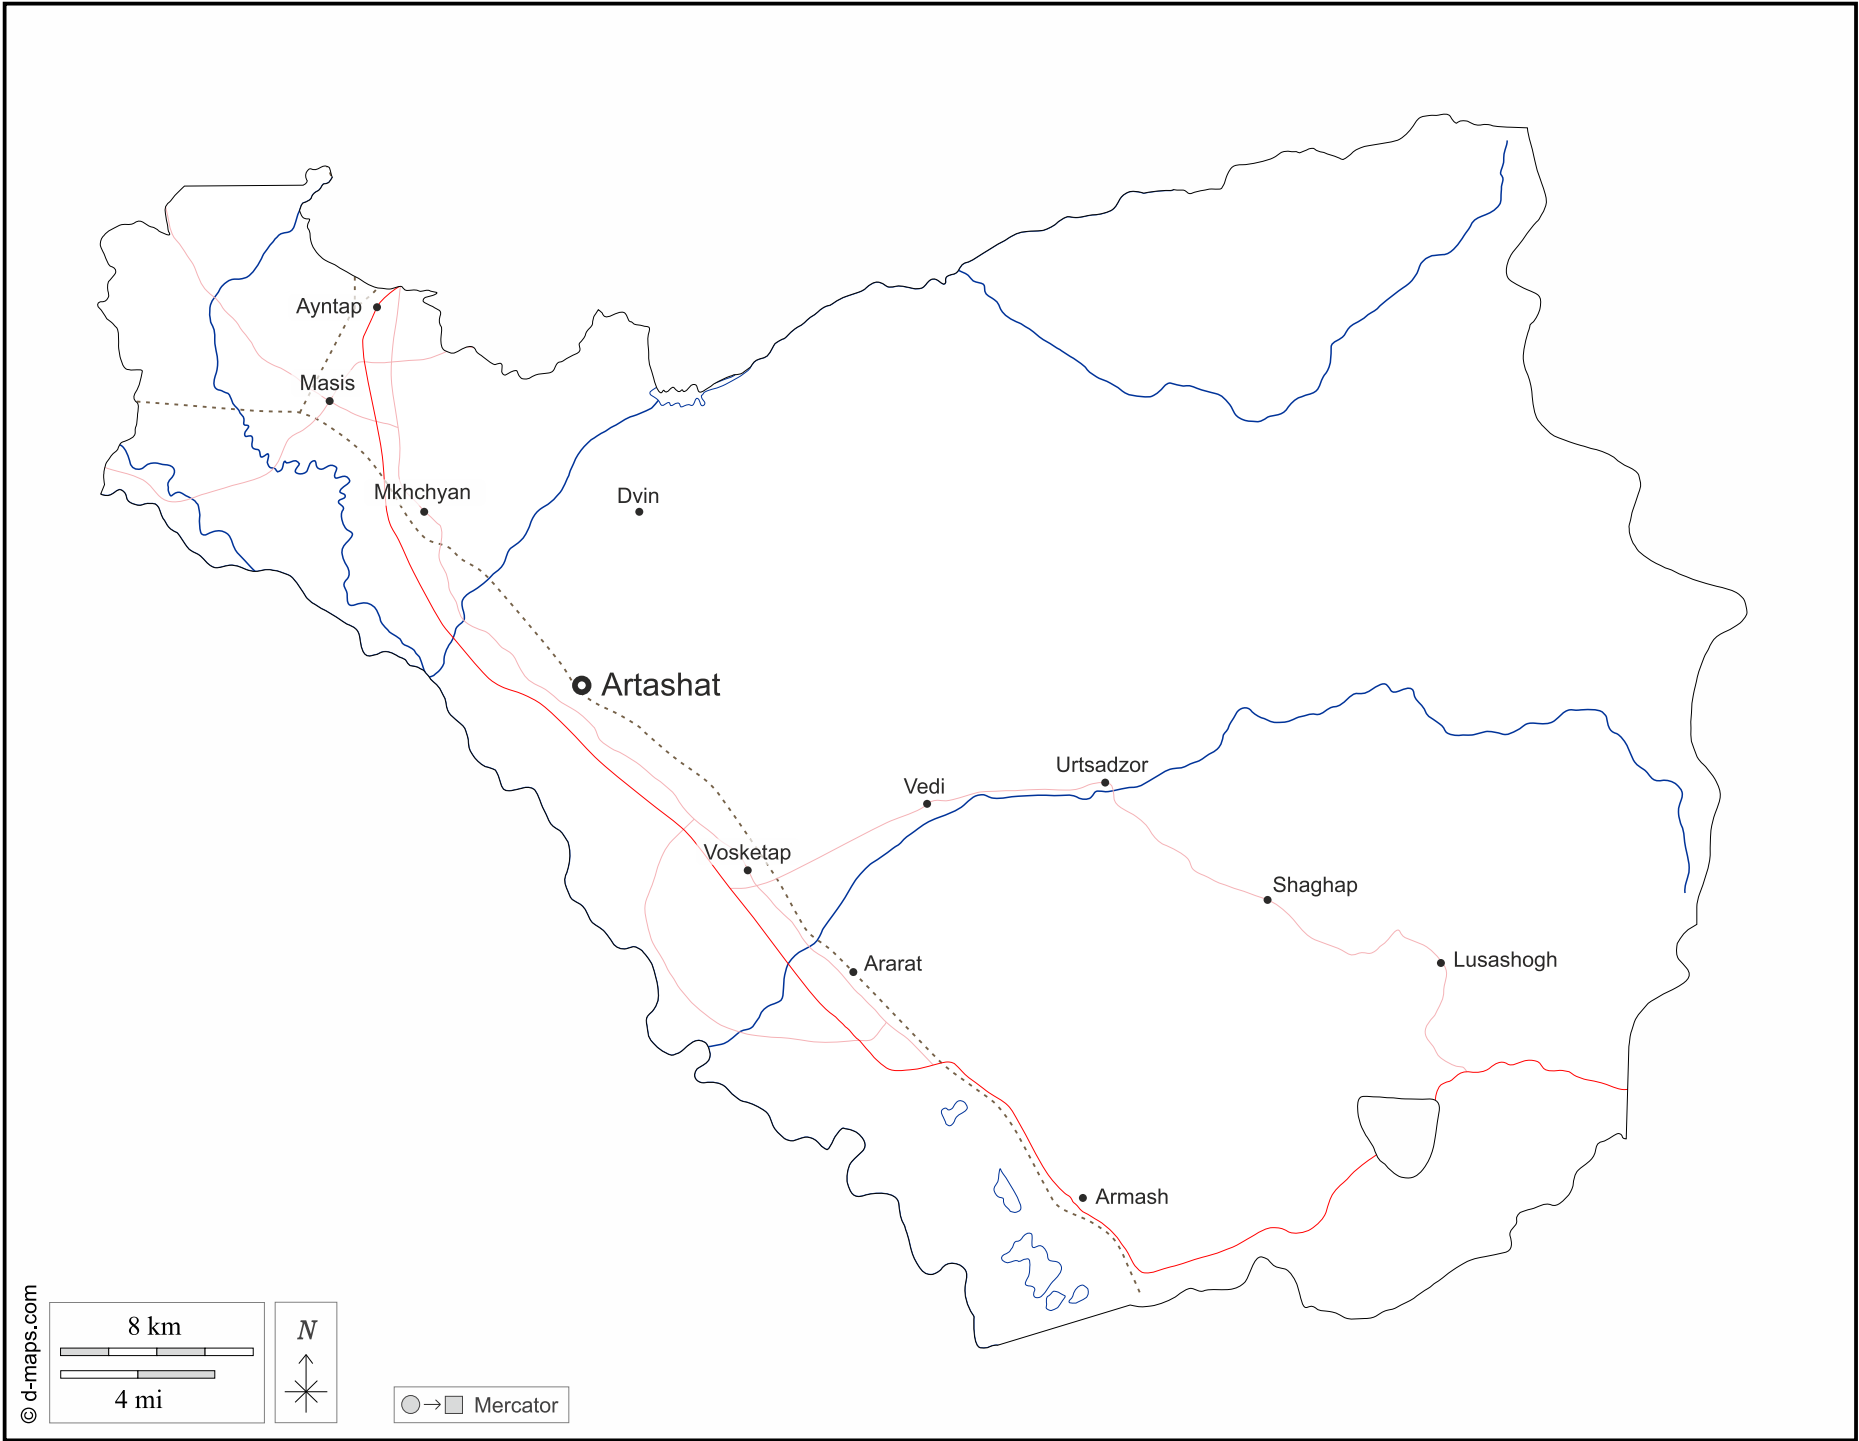 Ayntap
Masis
Mkhchyan
Dvin
Artashat
Urtsadzor
Vedi
Vosketap
Shaghap
Ararat
Lusashogh
Armash
© d-maps.com
8 km
4 mi
N
Mercator